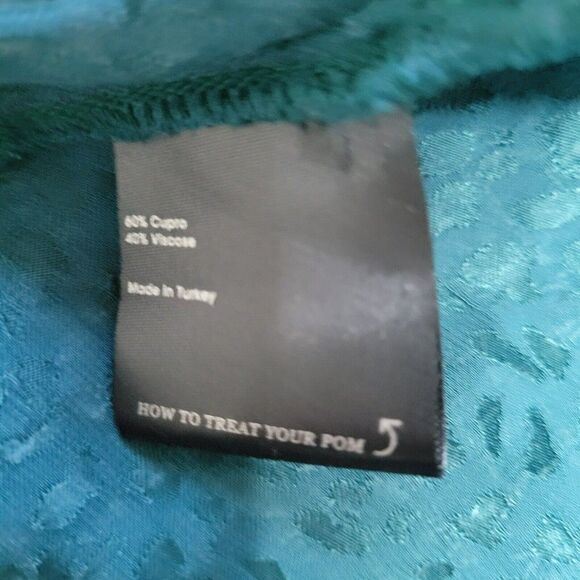 60% Cupro
40% Viscose
Made in Turkey
HOW TO TREAT YOUR POM